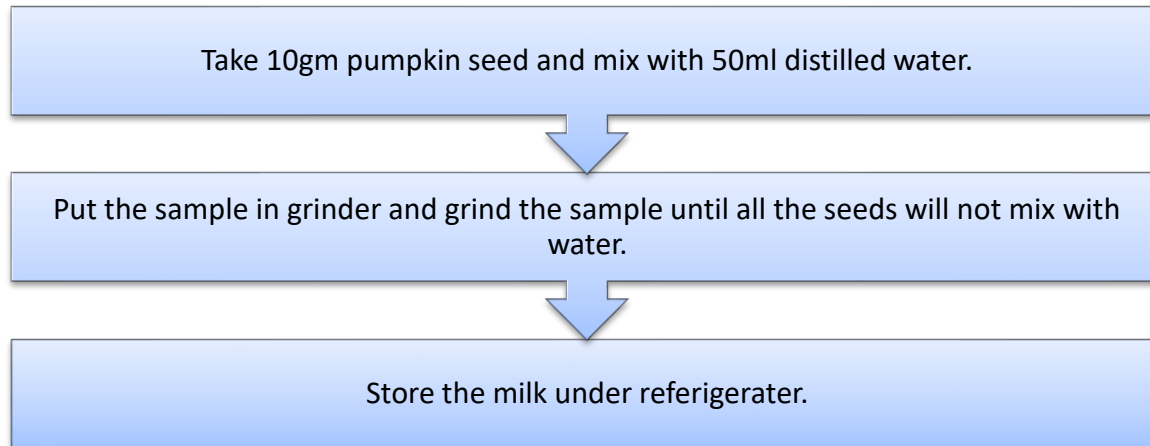 Take 10gm pumpkin seed and mix with 50ml distilled water.
Put the sample in grinder and grind the sample until all the seeds will not mix with
water.
Store the milk under referigerater.